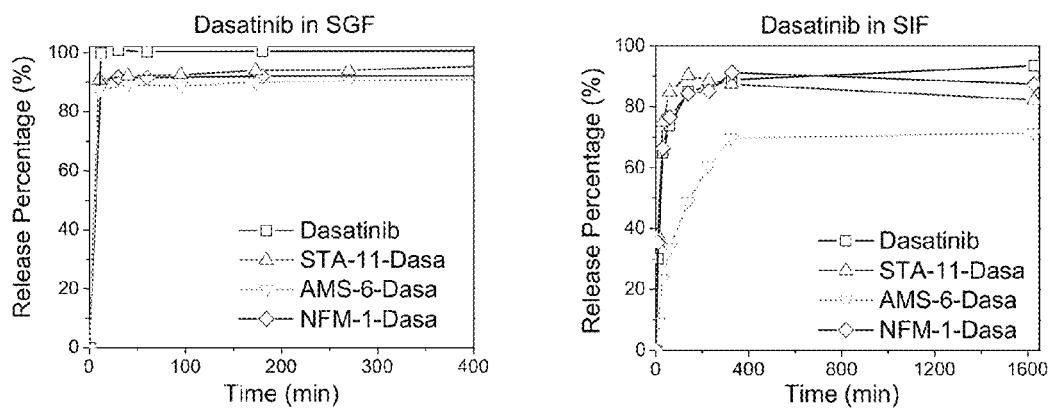 Dasatinib in SGF
Release Percentage (%)
100
80
60
40
20
0
Dasatinib
STA-11-Dasa
AMS-6-Dasa
NFM-1-Dasa
0 100 200 300 400
Time (min)
Dasatinib in SIF
Release Percentage (%)
100
80
60
40
20
0
Dasatinib
STA-11-Dasa
AMS-6-Dasa
NFM-1-Dasa
0 400 800 1200 1600
Time (min)